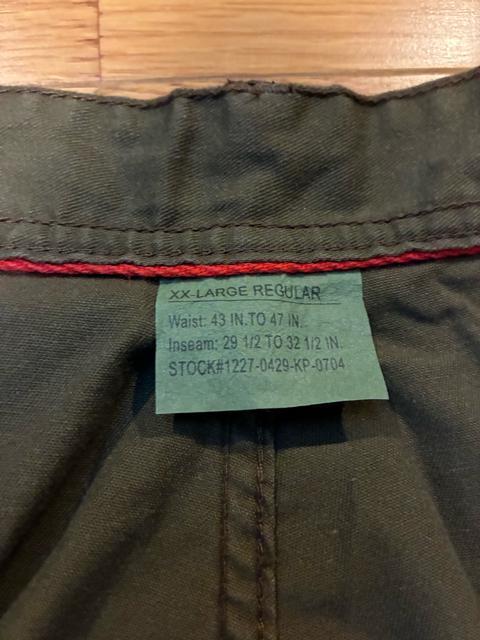 XX-LARGE REGULAR
Waist: 43 IN.TO 47 IN.
Inseam: 29 1/2 TO 32 1/2 IN.
STOCK#1227-0429-KP-0704